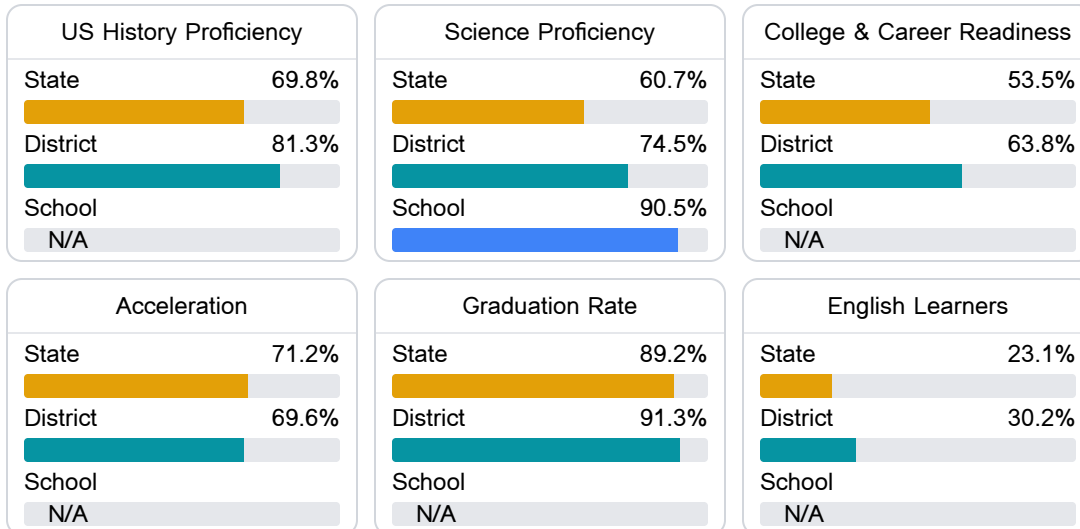 US History Proficiency
State 69.8%
District 81.3%
School
N/A
Science Proficiency
State 60.7%
District 74.5%
School 90.5%
College & Career Readiness
State 53.5%
District 63.8%
School
N/A
Acceleration
State 71.2%
District 69.6%
School
N/A
Graduation Rate
State 89.2%
District 91.3%
School
N/A
English Learners
State 23.1%
District 30.2%
School
N/A